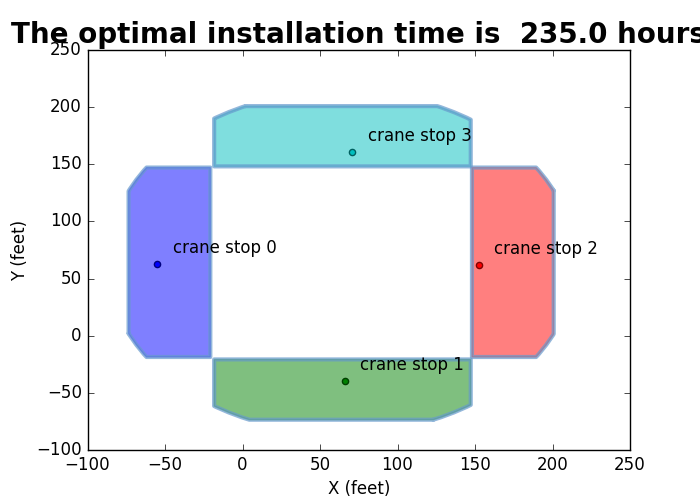 The optimal installation time is  235.0 hours
250
200
150
100
50
0
−50
−100
Y (feet)
crane stop 3
crane stop 0
crane stop 2
crane stop 1
−100
−50
0
50
100
150
200
250
X (feet)